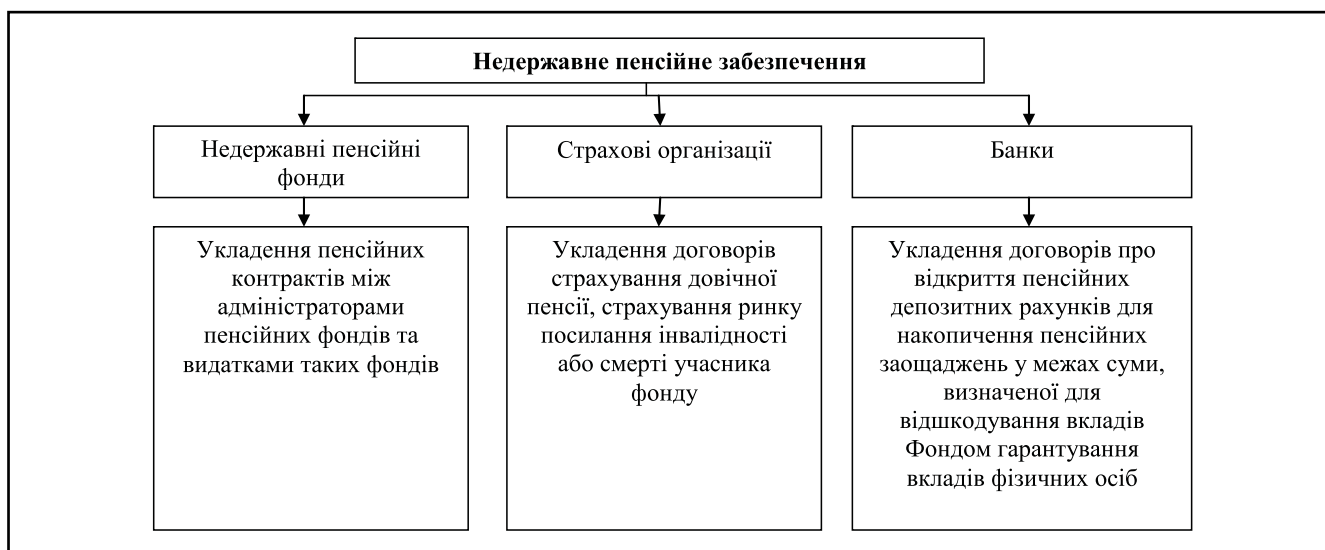 Недержавне пенсійне забезпечення
Недержавні пенсійні
фонди
Страхові організації
Банки
Укладення пенсійних
контрактів між
адміністраторами
пенсійних фондів та
видатками таких фондів
Укладення договорів
страхування довічної
пенсії, страхування ринку
посилання інвалідності
або смерті учасника
фонду
Укладення договорів про
відкриття пенсійних
депозитних рахунків для
накопичення пенсійних
заощаджень у межах суми,
визначеної для
відшкодування вкладів
Фондом гарантування
вкладів фізичних осіб